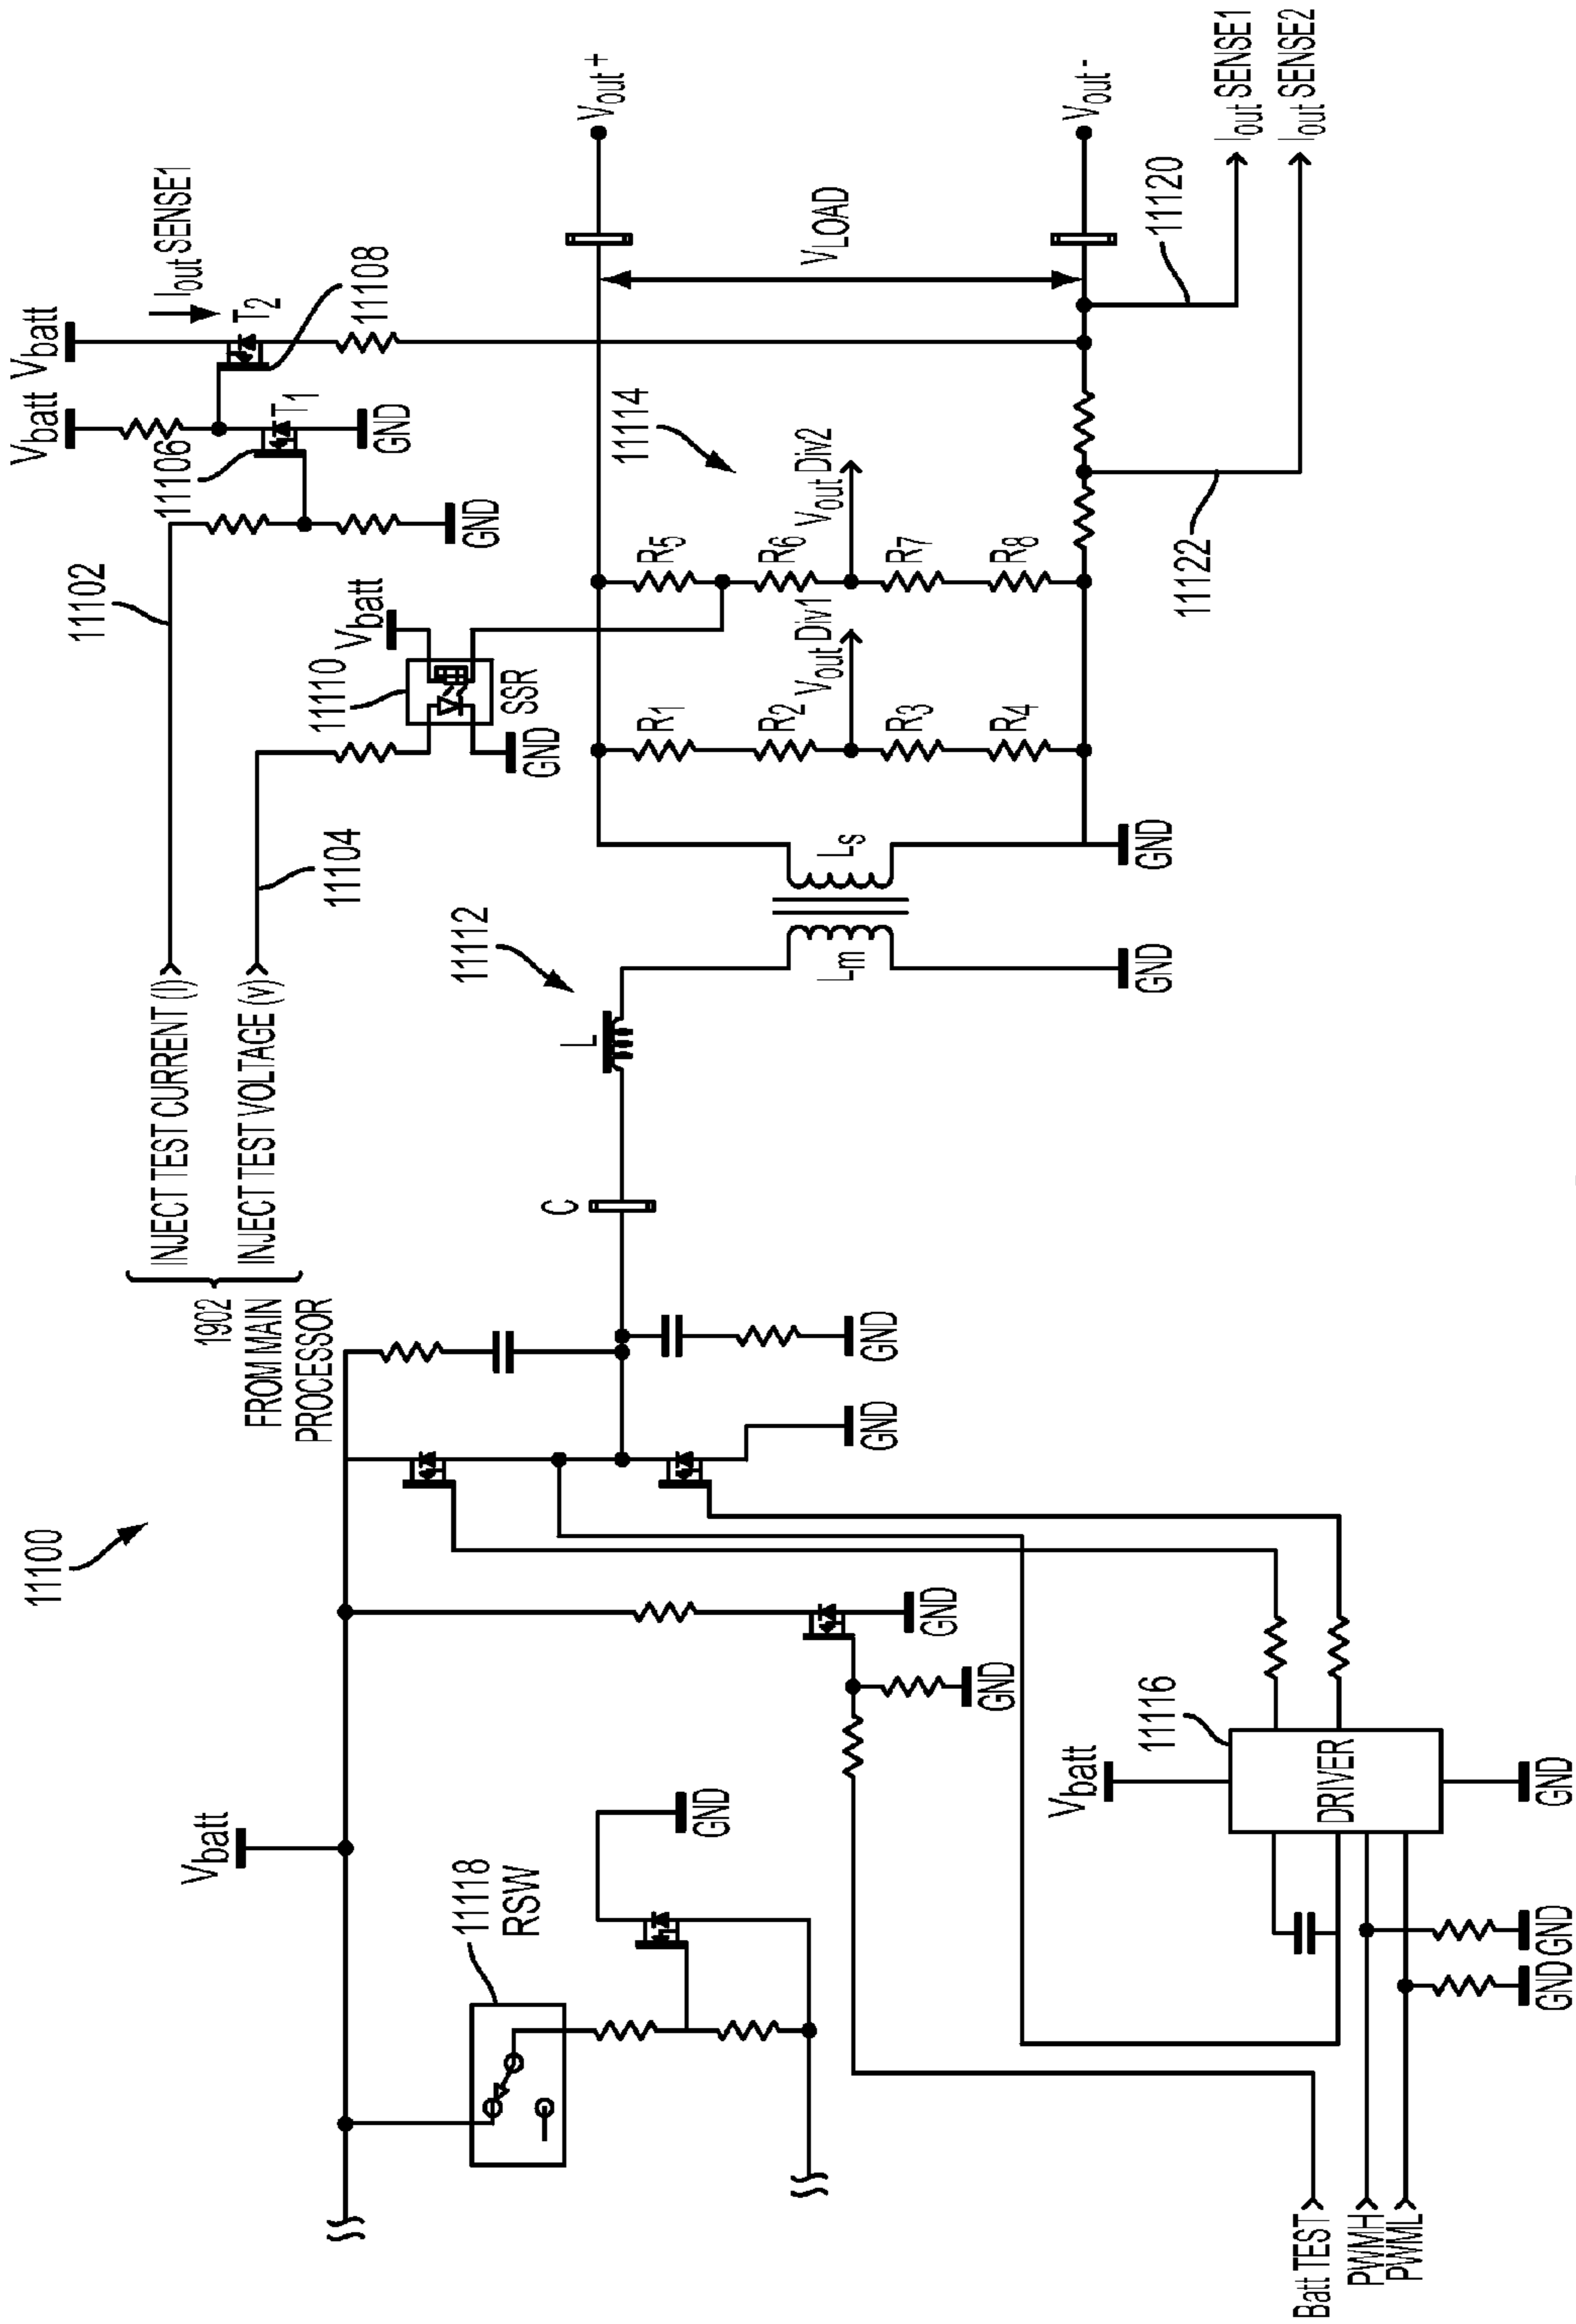 11100
Vbatt
11118
RSW
GND
GND
GND
Batt TEST
PWMH
PWML
Vbatt
11116
DRIVER
GND
GND
GND
GND
GND
C
L
11112
Lm
Ls
GND
GND
1902
FROM MAIN
PROCESSOR
INJECT TEST CURRENT (I)
INJECT TEST VOLTAGE (v)
11102
11104
11110
Vbatt
SSR
GND
GND
11106
Vbatt
T1
GND
Vbatt
Iout SENSE1
T2
11108
11114
R1
R2
Vout Div1
R3
R4
R5
R6
Vout Div2
R7
R8
VLOAD
Vout +
Vout -
11120
11122
Iout SENSE1
Iout SENSE2